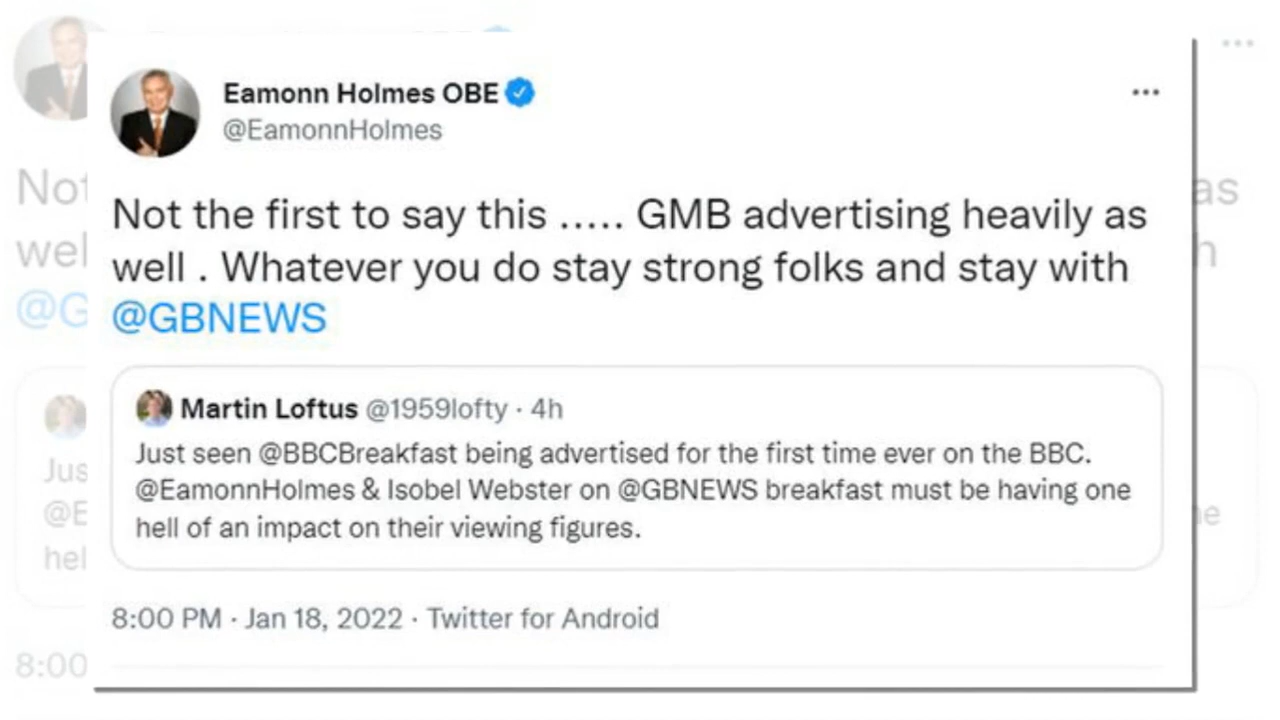 Eamonn Holmes OBE
@EamonnHolmes
Not the first to say this ..... GMB advertising heavily as
well . Whatever you do stay strong folks and stay with
@GBNEWS
Martin Loftus @1959lofty · 4h
Just seen @BBCBreakfast being advertised for the first time ever on the BBC.
@EamonnHolmes & Isobel Webster on @GBNEWS breakfast must be having one
hell of an impact on their viewing figures.
8:00 PM · Jan 18, 2022 · Twitter for Android